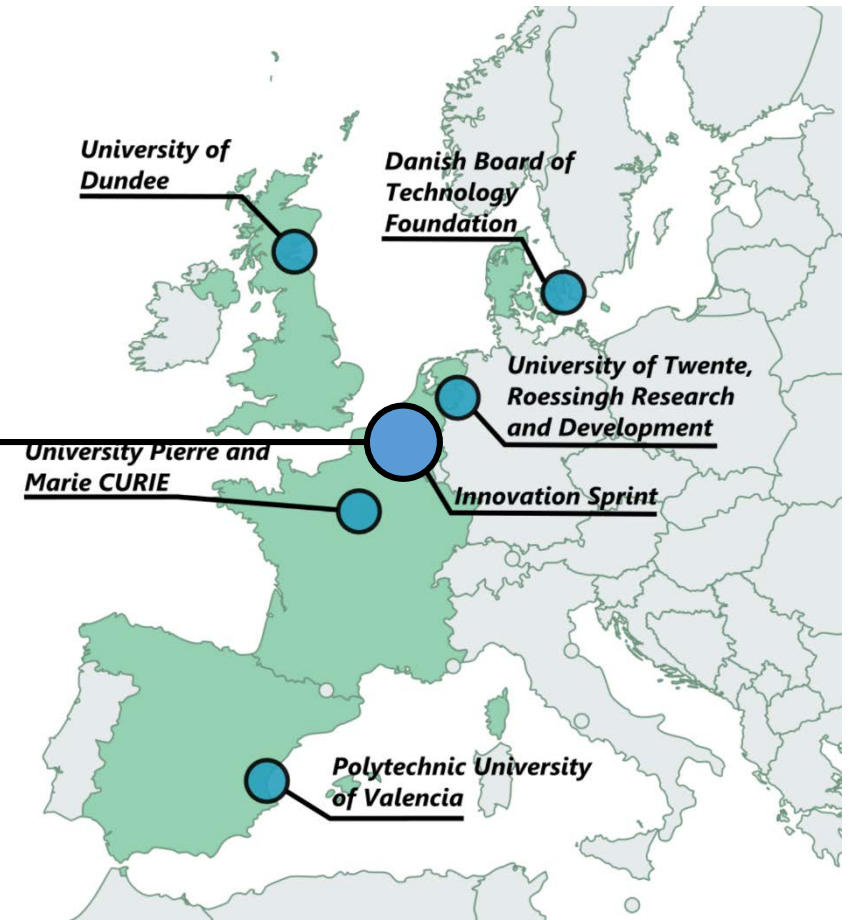 University of
Dundee
Danish Board of
Technology
Foundation
University of Twente,
Roessingh Research
and Development
University Pierre and
Marie CURIE
Innovation Sprint
Polytechnic University
of Valencia